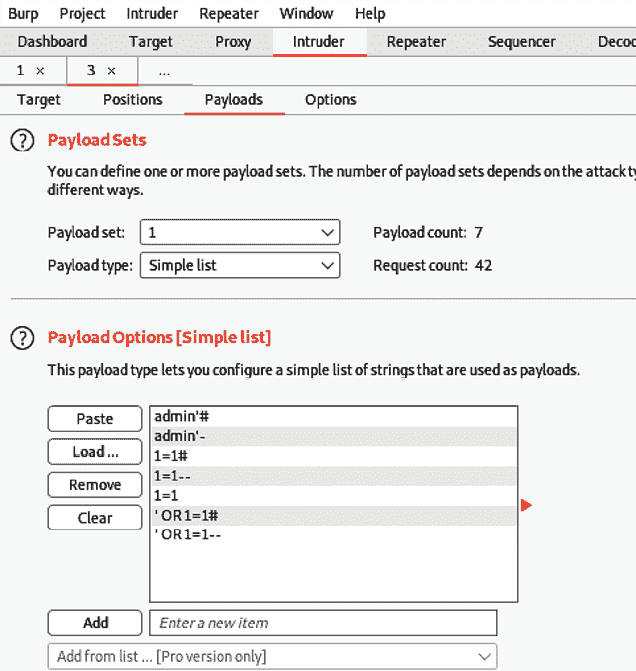 Burp Project Intruder Repeater Window Help
Dashboard Target Proxy Intruder Repeater Sequencer Decod
1 × 3 × ...
Target Positions Payloads Options
? Payload Sets
You can define one or more payload sets. The number of payload sets depends on the attack ty
different ways.
Payload set: 1 Payload count: 7
Payload type: Simple list Request count: 42
? Payload Options [Simple list]
This payload type lets you configure a simple list of strings that are used as payloads.
Paste
Load ...
Remove
Clear
admin'#
admin'-
1=1#
1=1--
1=1
' OR 1=1#
' OR 1=1--
Add Enter a new item
Add from list ... [Pro version only]